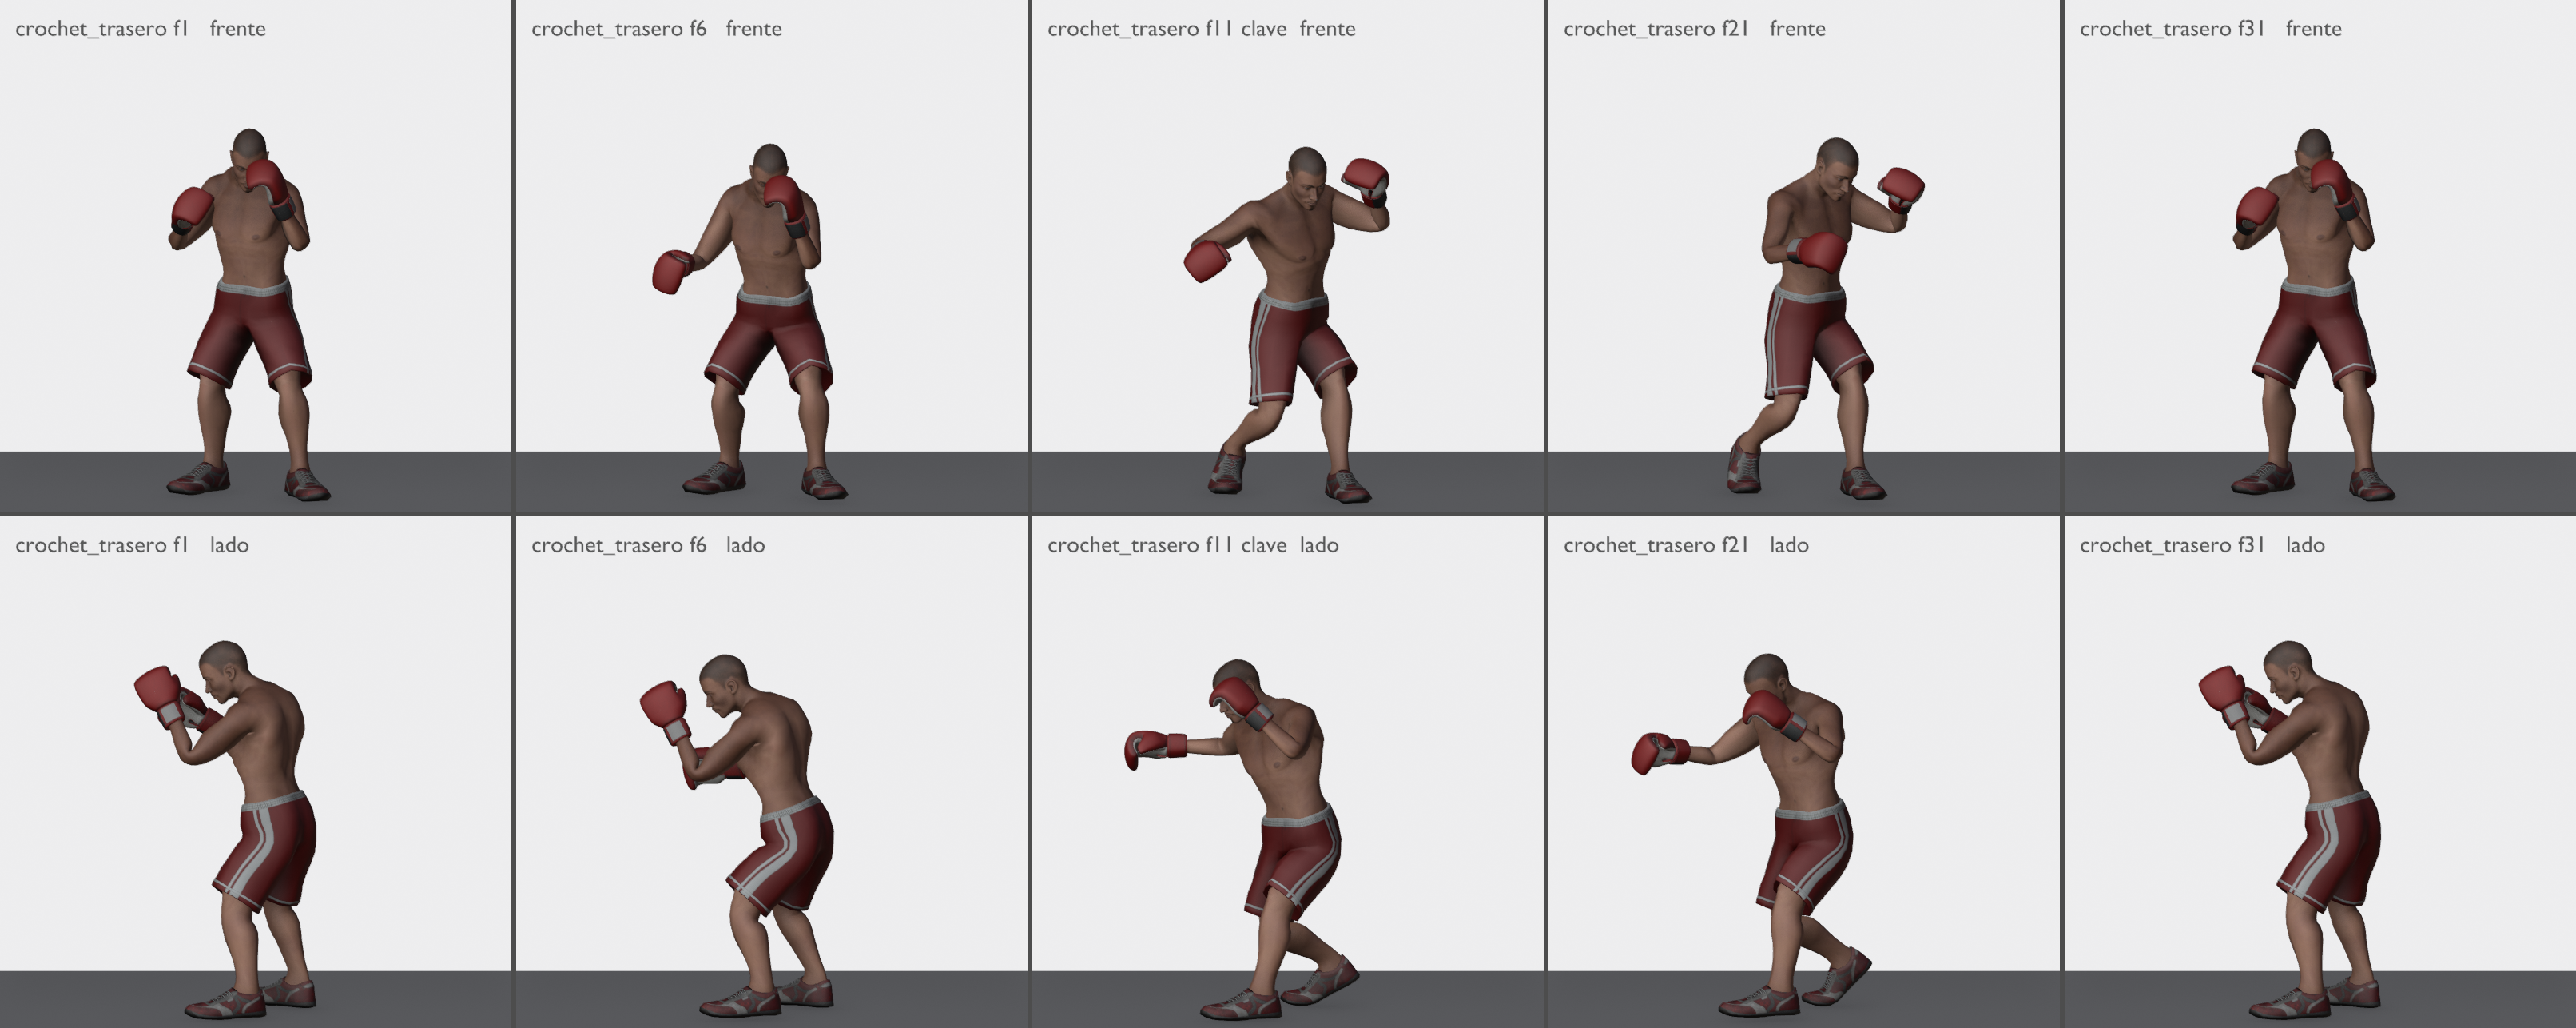 crochet_trasero f1 frente
crochet_trasero f6 frente
crochet_trasero f11 clave frente
crochet_trasero f21 frente
crochet_trasero f31 frente
crochet_trasero f1 lado
crochet_trasero f6 lado
crochet_trasero f11 clave lado
crochet_trasero f21 lado
crochet_trasero f31 lado